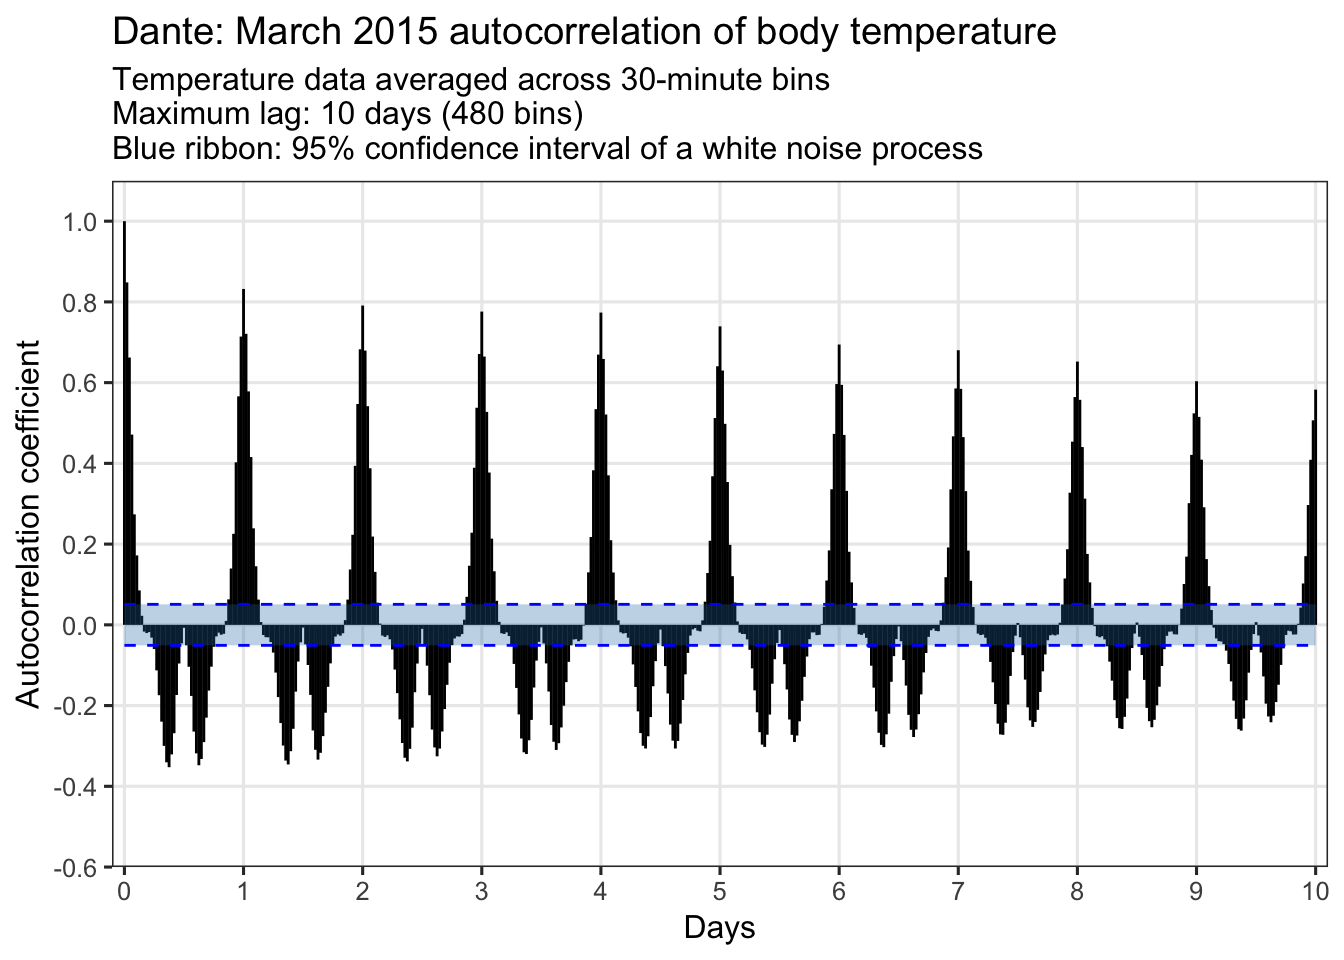 Dante: March 2015 autocorrelation of body temperature
Temperature data averaged across 30-minute bins
Maximum lag: 10 days (480 bins)
Blue ribbon: 95% confidence interval of a white noise process
Autocorrelation coefficient
1.0
0.8
0.6
0.4
0.2
0.0
-0.2
-0.4
-0.6
0 1 2 3 4 5 6 7 8 9 10
Days